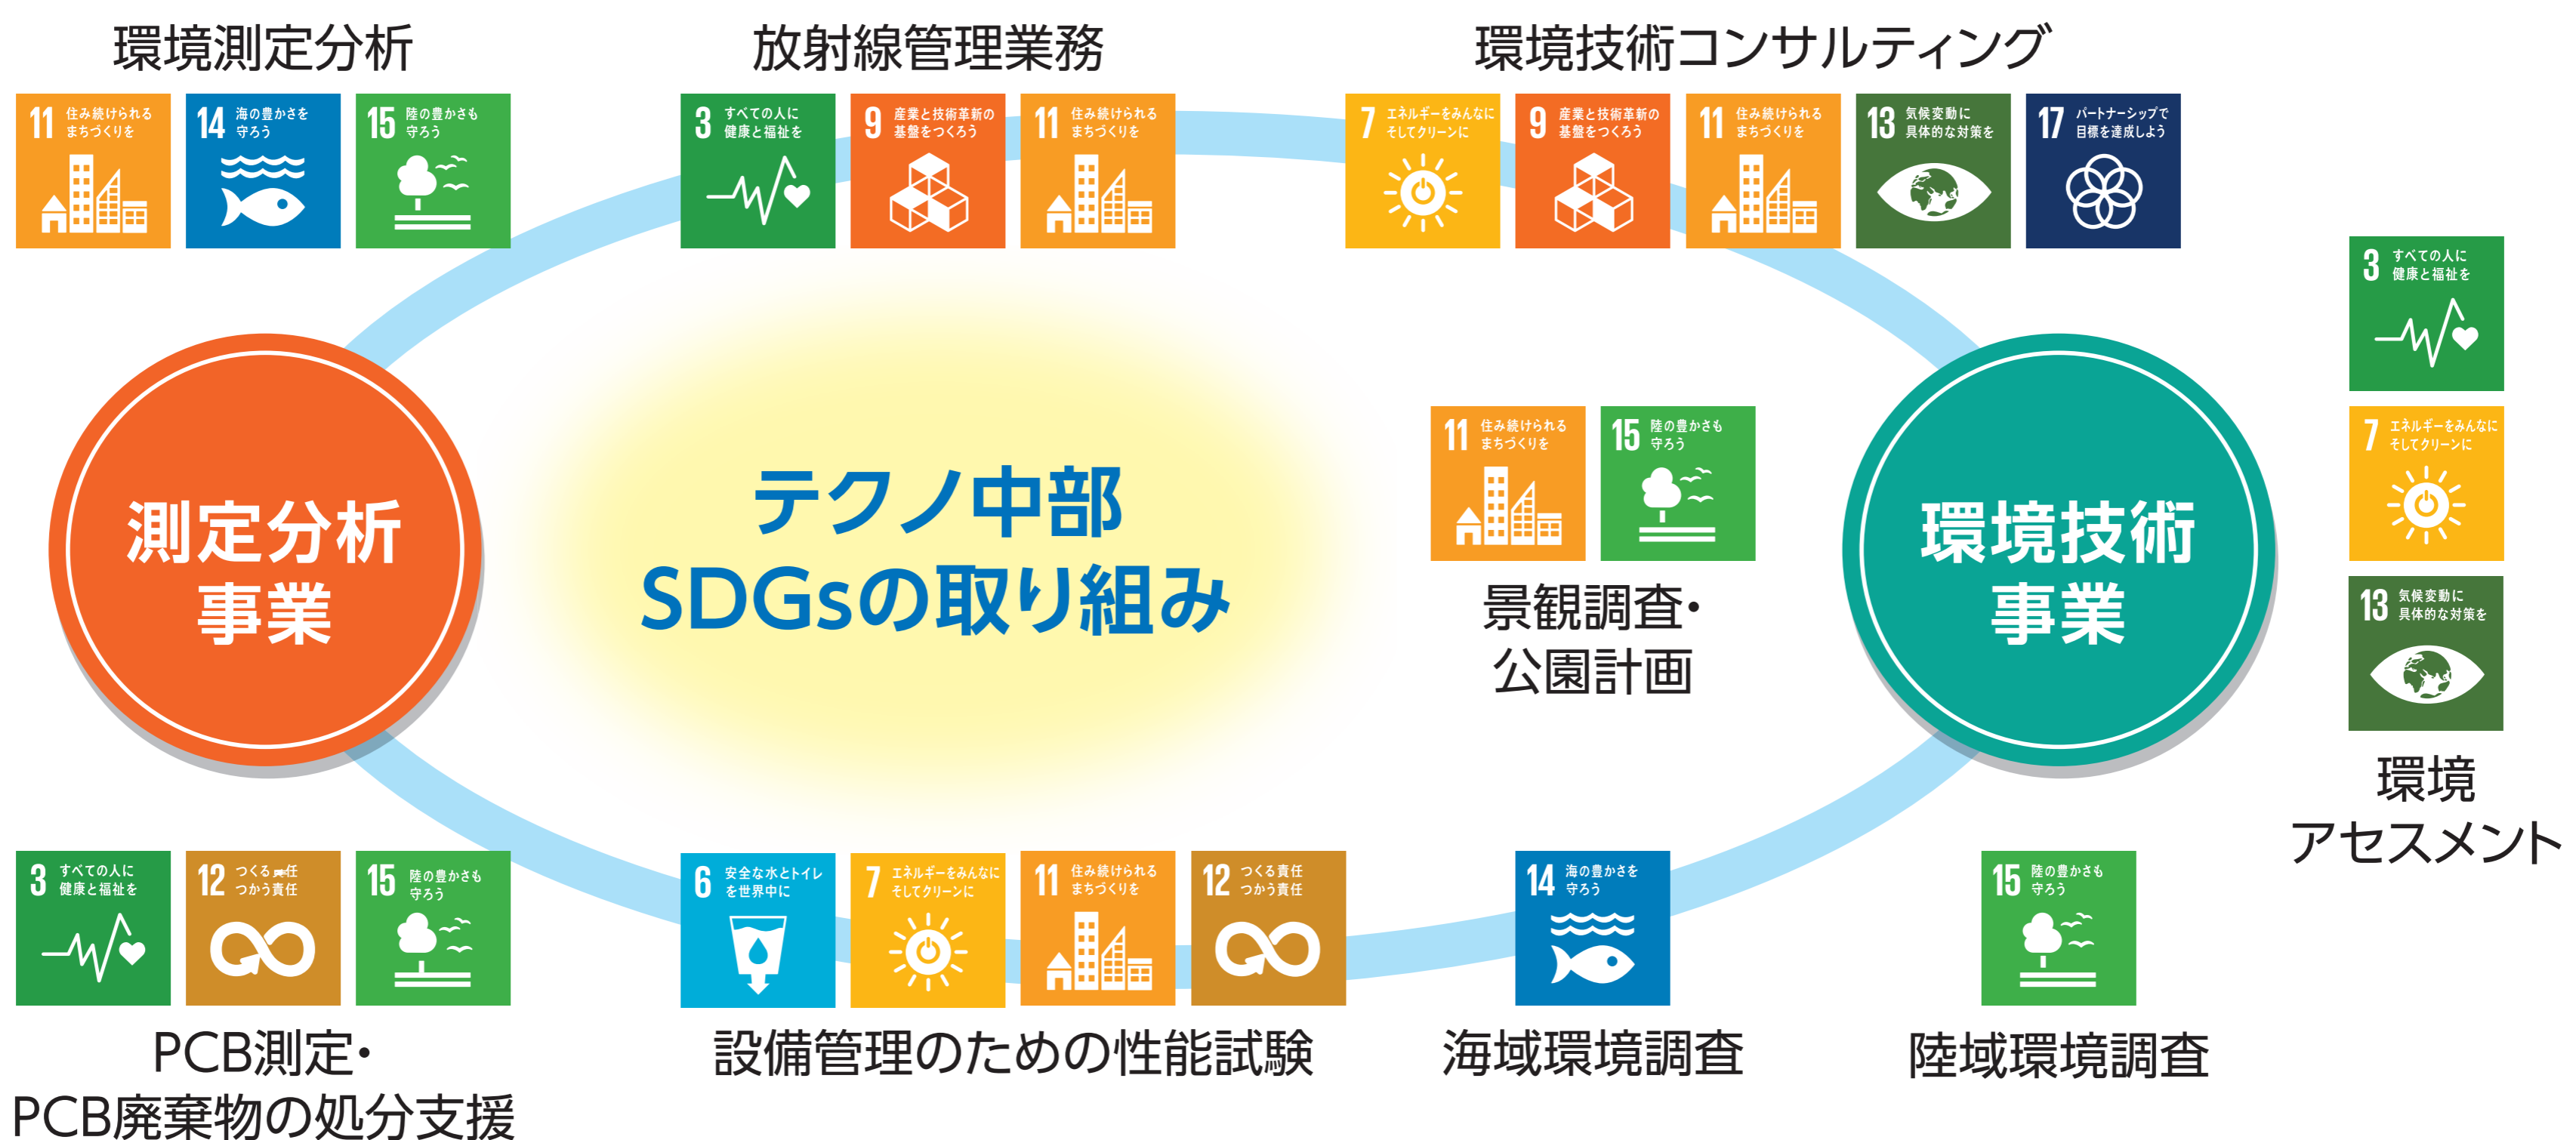 環境測定分析
11 住み続けられる
まちづくりを
14 海の豊かさを
守ろう
15 陸の豊かさも
守ろう
放射線管理業務
3 すべての人に
健康と福祉を
9 産業と技術革新の
基盤をつくろう
11 住み続けられる
まちづくりを
環境技術コンサルティング
7 エネルギーをみんなに
そしてクリーンに
9 産業と技術革新の
基盤をつくろう
11 住み続けられる
まちづくりを
13 気候変動に
具体的な対策を
17 パートナーシップで
目標を達成しよう
測定分析
事業
テクノ中部
SDGsの取り組み
11 住み続けられる
まちづくりを
15 陸の豊かさも
守ろう
景観調査・
公園計画
環境技術
事業
3 すべての人に
健康と福祉を
7 エネルギーをみんなに
そしてクリーンに
13 気候変動に
具体的な対策を
環境
アセスメント
3 すべての人に
健康と福祉を
12 つくる責任
つかう責任
15 陸の豊かさも
守ろう
PCB測定・
PCB廃棄物の処分支援
6 安全な水とトイレ
を世界中に
7 エネルギーをみんなに
そしてクリーンに
11 住み続けられる
まちづくりを
12 つくる責任
つかう責任
設備管理のための性能試験
14 海の豊かさを
守ろう
海域環境調査
15 陸の豊かさも
守ろう
陸域環境調査